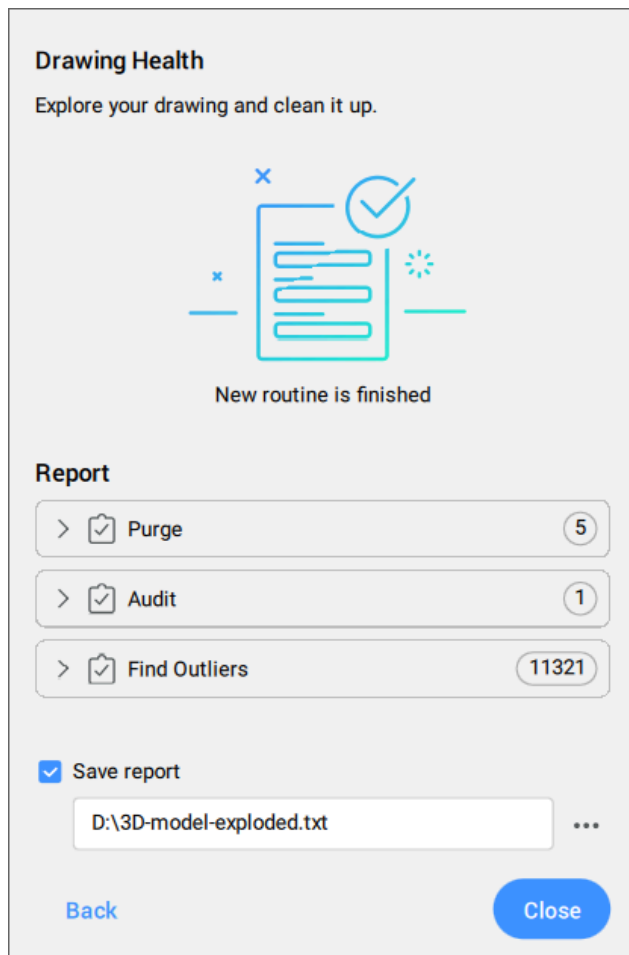 Drawing Health
Explore your drawing and clean it up.
New routine is finished
Report
Purge 5
Audit 1
Find Outliers 11321
Save report
D:\3D-model-exploded.txt
Back Close